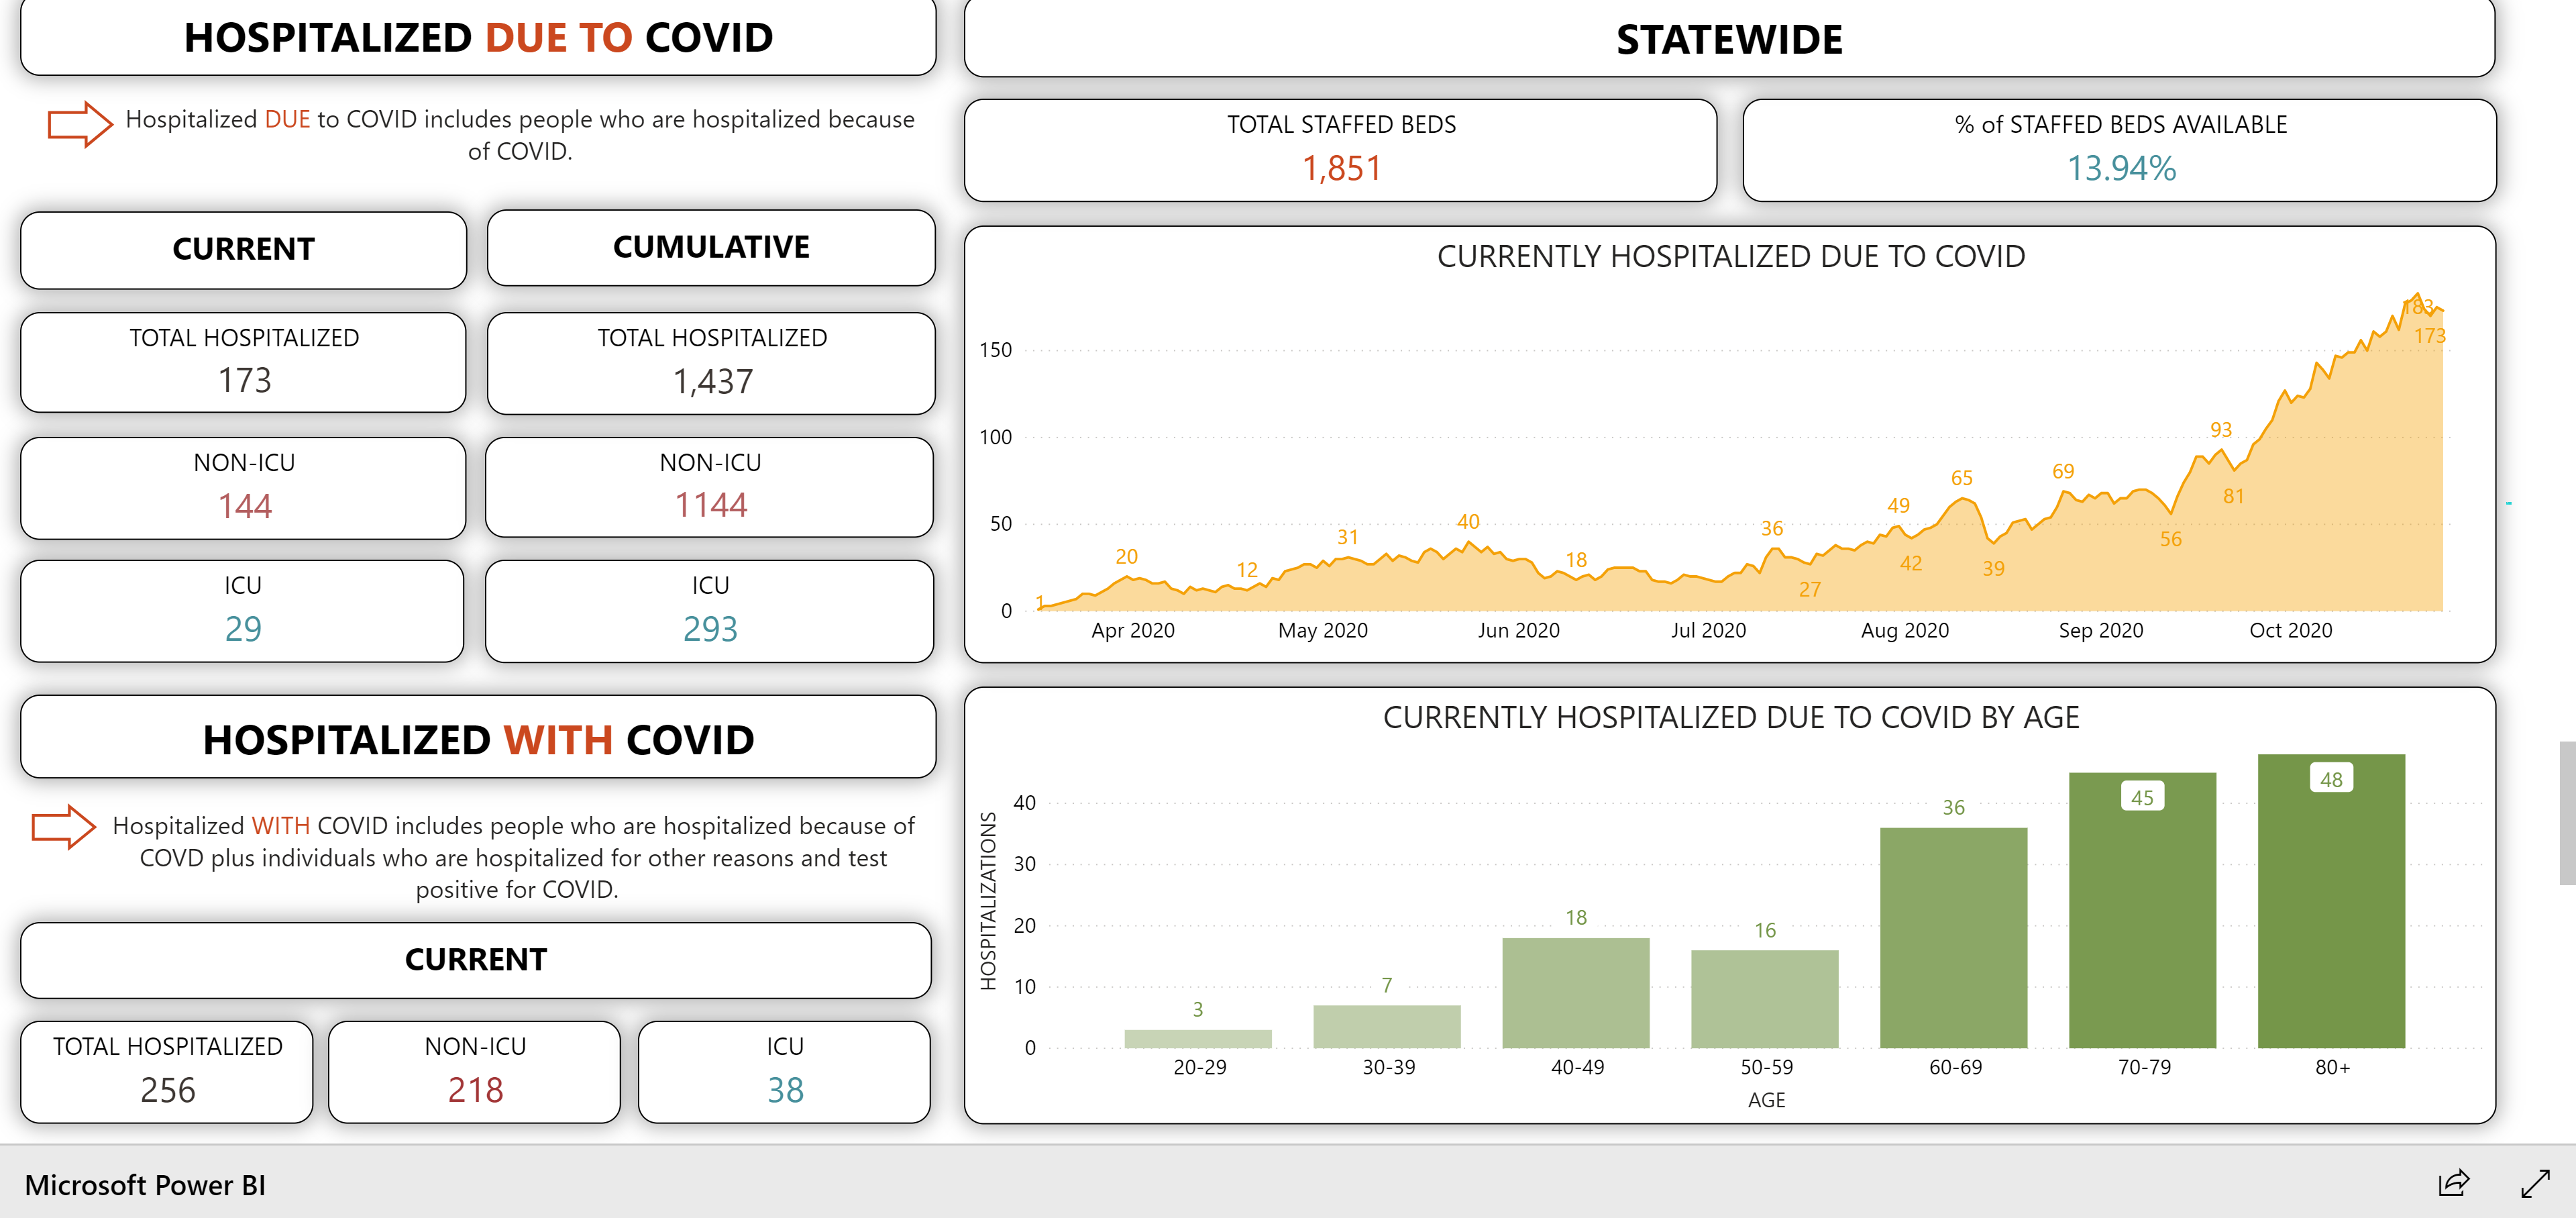 HOSPITALIZED DUE TO COVID
Hospitalized DUE to COVID includes people who are hospitalized because
of COVID.
CURRENT
CUMULATIVE
TOTAL HOSPITALIZED
173
TOTAL HOSPITALIZED
1,437
NON-ICU
144
NON-ICU
1144
ICU
29
ICU
293
HOSPITALIZED WITH COVID
Hospitalized WITH COVID includes people who are hospitalized because of
COVD plus individuals who are hospitalized for other reasons and test
positive for COVID.
CURRENT
TOTAL HOSPITALIZED
256
NON-ICU
218
ICU
38
STATEWIDE
TOTAL STAFFED BEDS
1,851
% of STAFFED BEDS AVAILABLE
13.94%
CURRENTLY HOSPITALIZED DUE TO COVID
150
100
50
0
1
20
12
31
40
18
36
27
49
42
65
39
69
56
93
81
183
173
Apr 2020
May 2020
Jun 2020
Jul 2020
Aug 2020
Sep 2020
Oct 2020
CURRENTLY HOSPITALIZED DUE TO COVID BY AGE
HOSPITALIZATIONS
40
30
20
10
0
3
7
18
16
36
45
48
20-29
30-39
40-49
50-59
60-69
70-79
80+
AGE
Microsoft Power BI